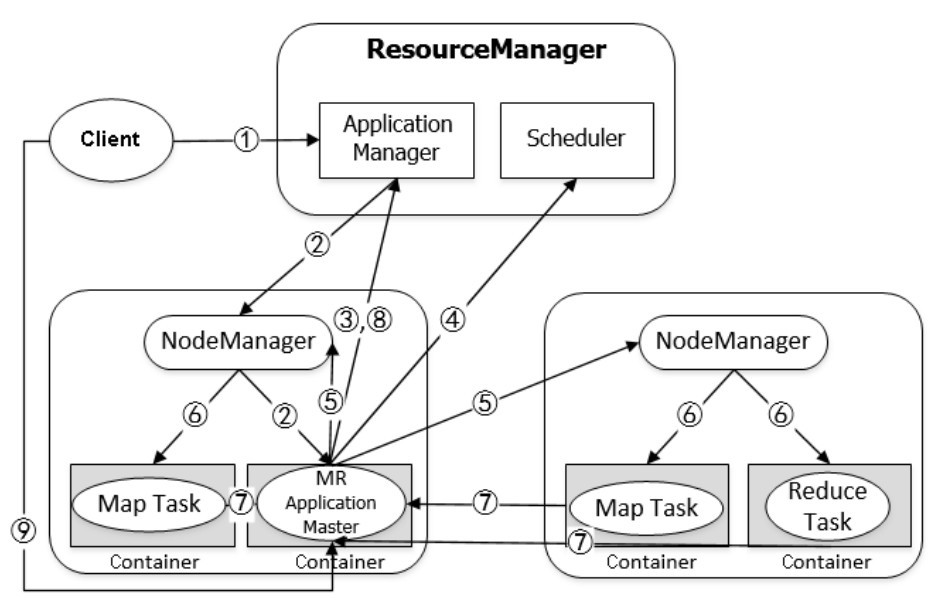 ResourceManager
Client
①
Application
Manager
Scheduler
②
③,⑧
④
NodeManager
NodeManager
⑤
⑤
⑥
②
⑥
⑥
Map Task
⑦
MR
Application
Master
⑦
Map Task
Reduce
Task
⑨
⑦
Container
Container
Container
Container